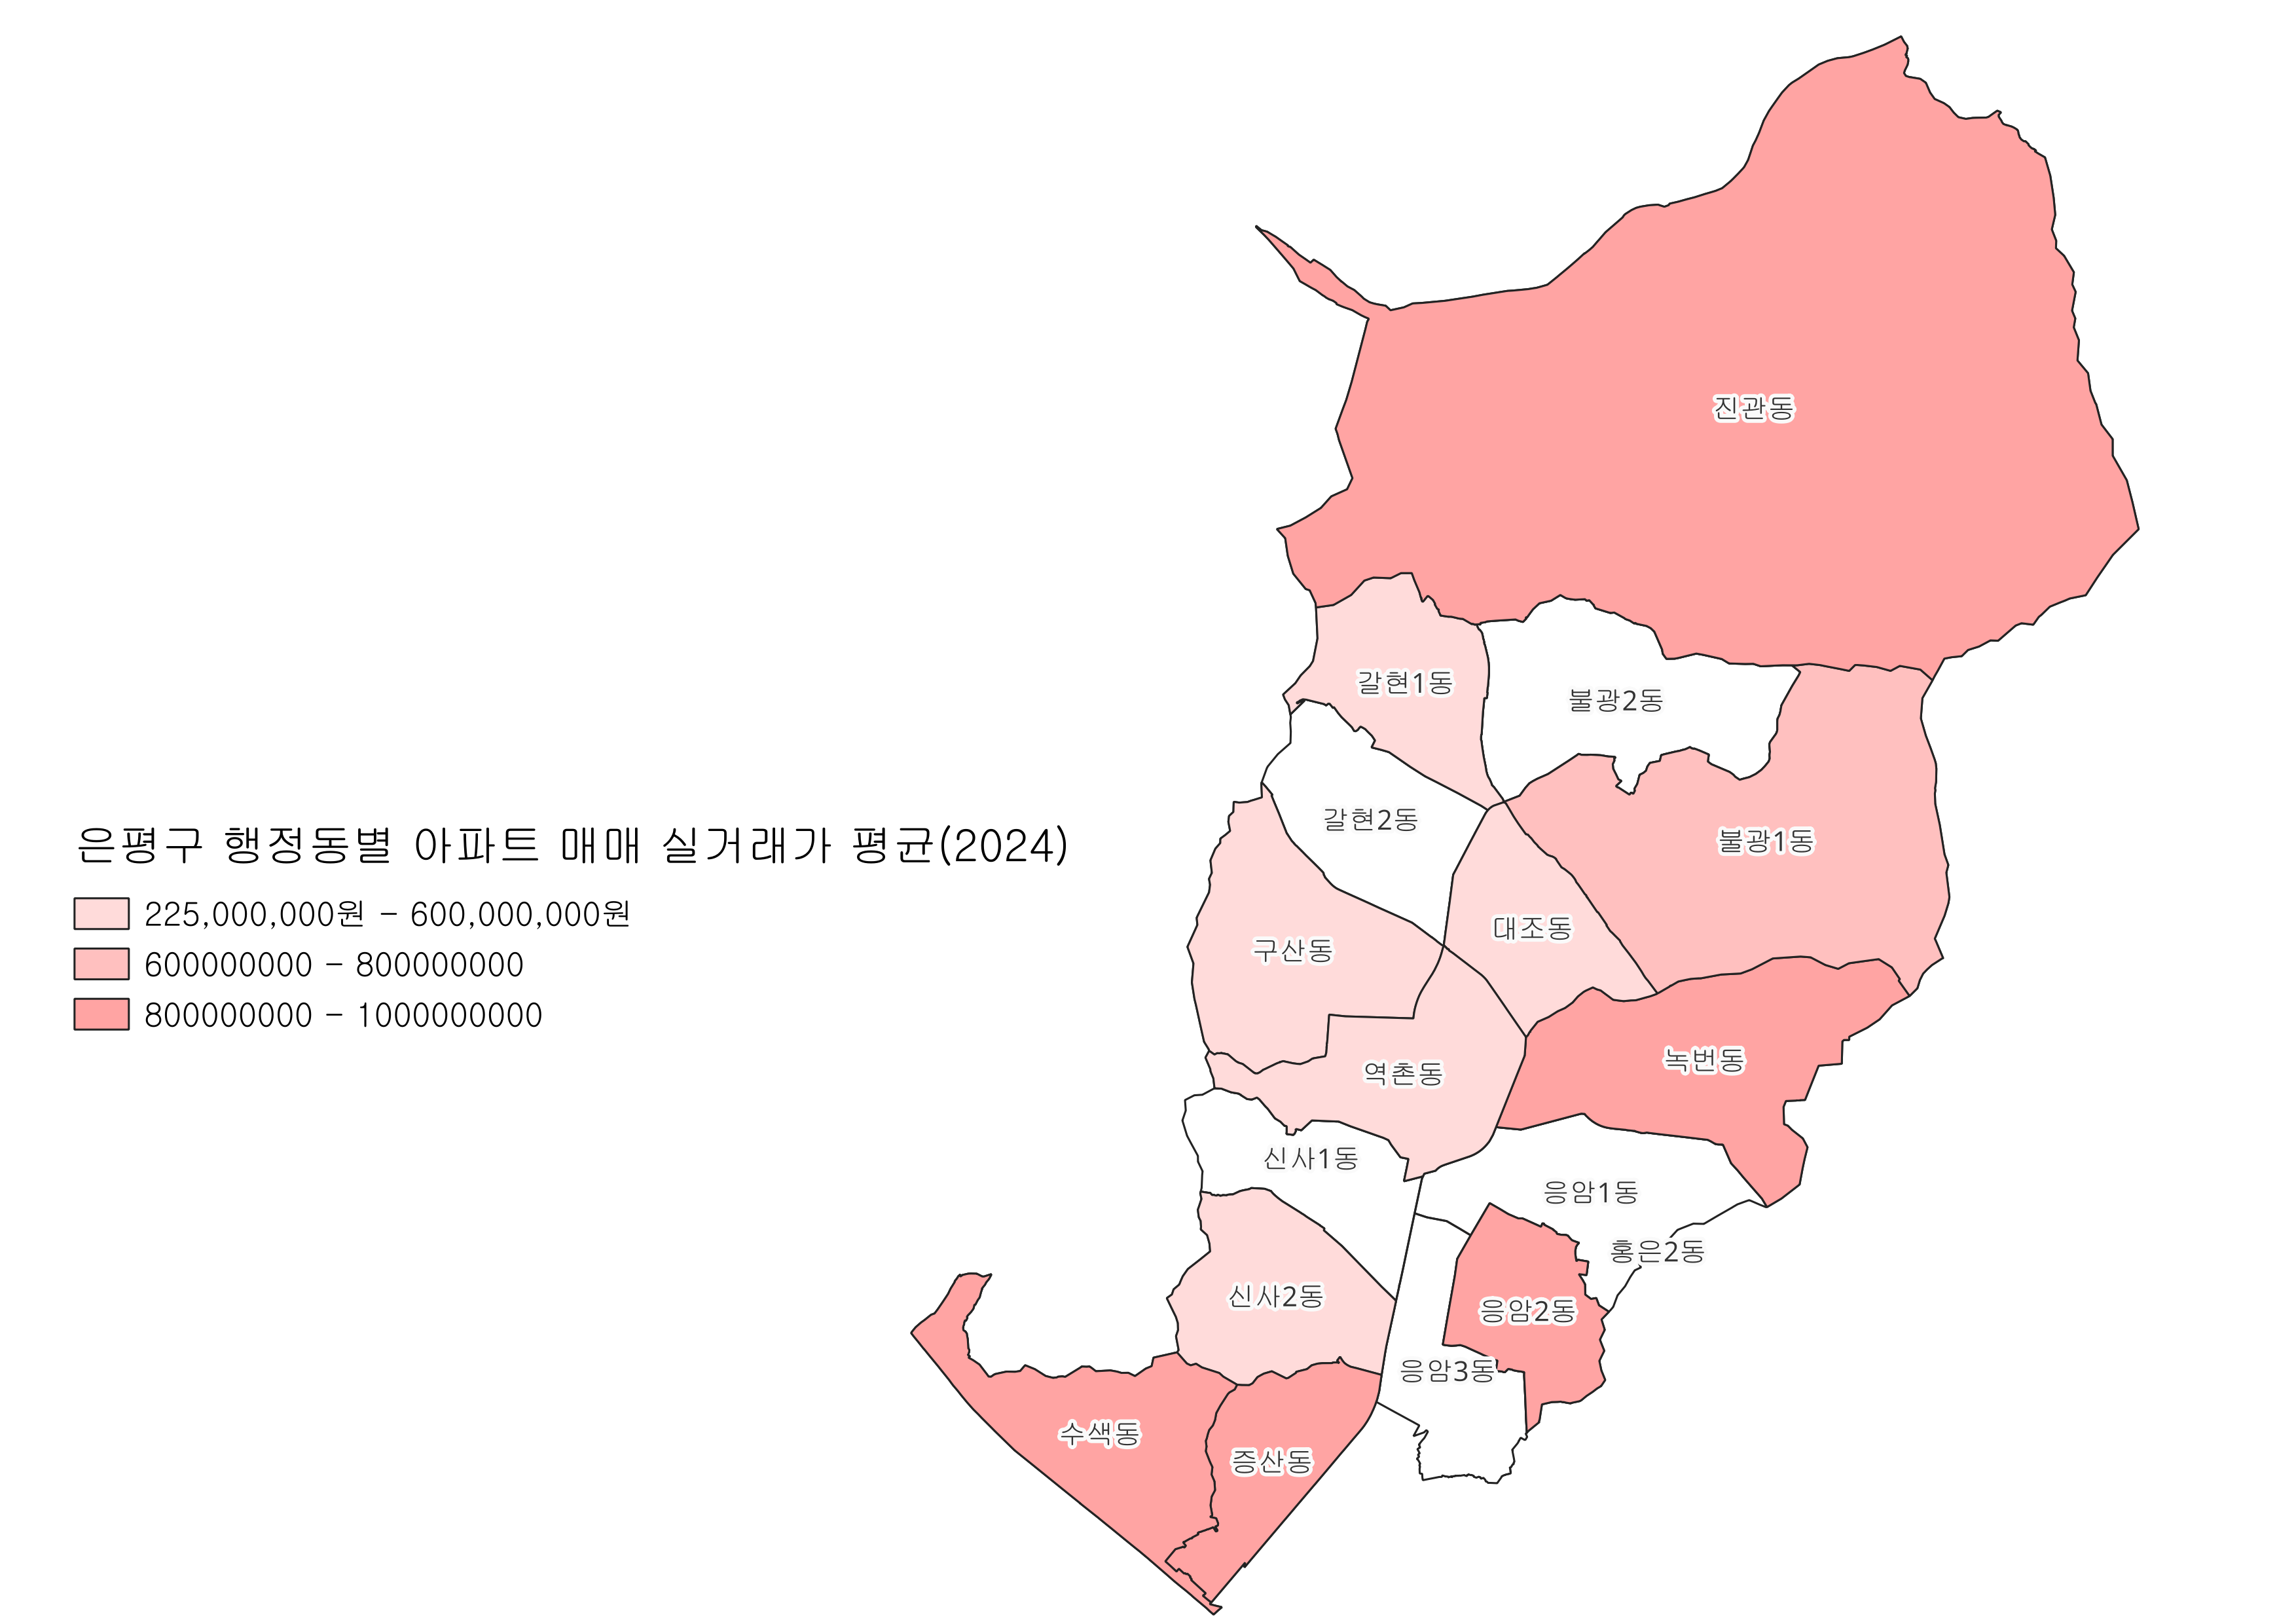 진관동
갈현1동
불광2동
갈현2동
불광1동
은평구 행정동별 아파트 매매 실거래가 평균(2024)
225,000,000원 - 600,000,000원
600000000 - 800000000
800000000 - 1000000000
대조동
구산동
녹번동
역촌동
신사1동
응암1동
홍은2동
신사2동
응암2동
응암3동
수색동
증산동